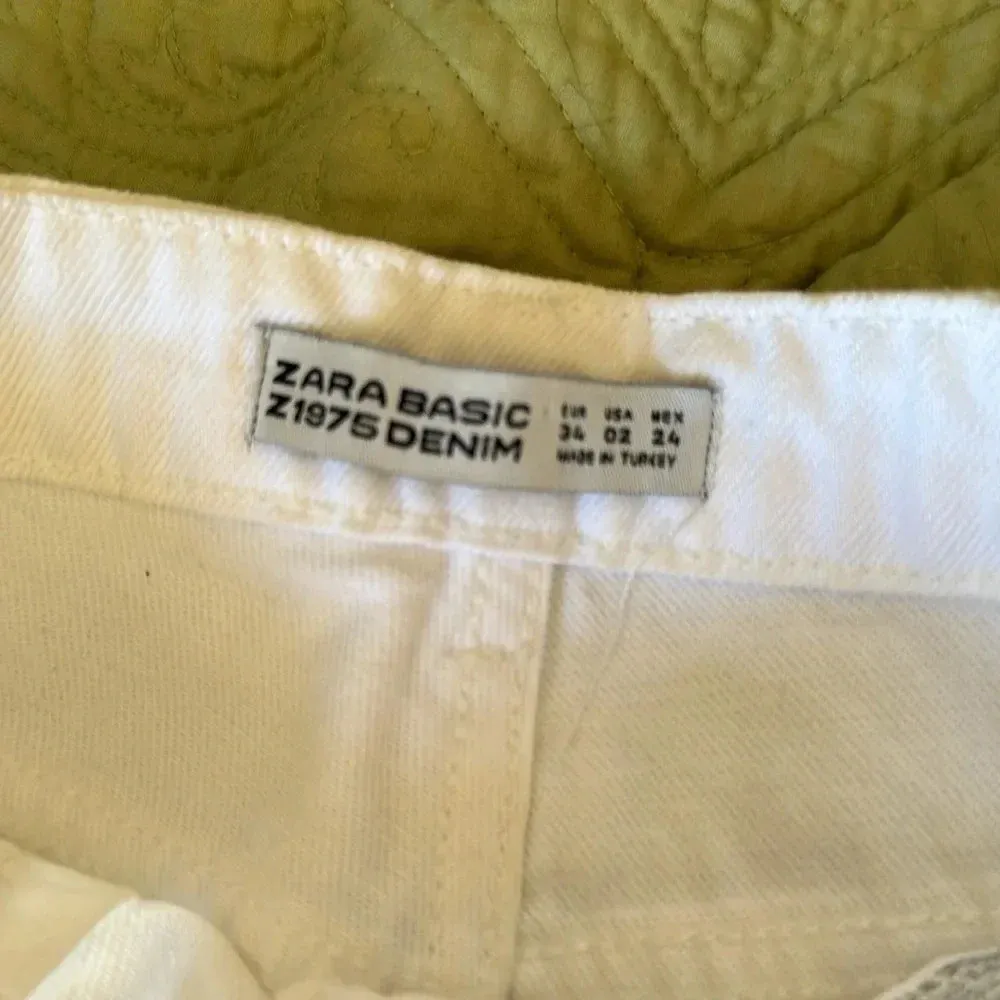 ZARA BASIC
Z1975 DENIM
EUR USA MEX
34 02 24
MADE IN TURKEY